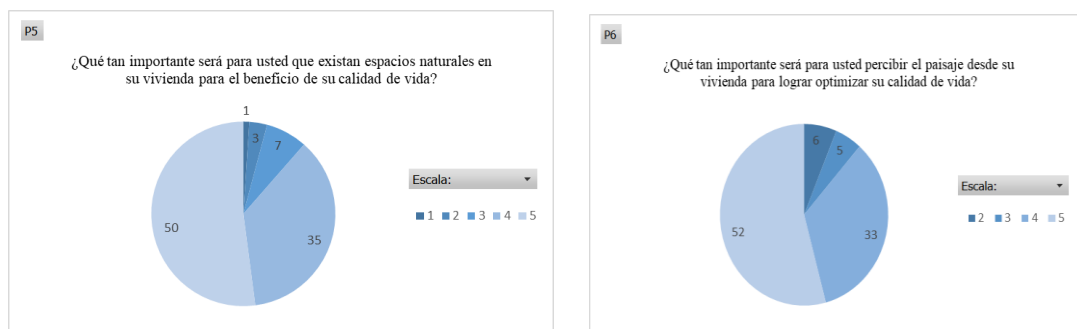 P5
¿Qué tan importante será para usted que existan espacios naturales en
su vivienda para el beneficio de su calidad de vida?
1
3
7
35
50
Escala:
1 2 3 4 5
P6
¿Qué tan importante será para usted percibir el paisaje desde su
vivienda para lograr optimizar su calidad de vida?
6
5
33
52
Escala:
2 3 4 5